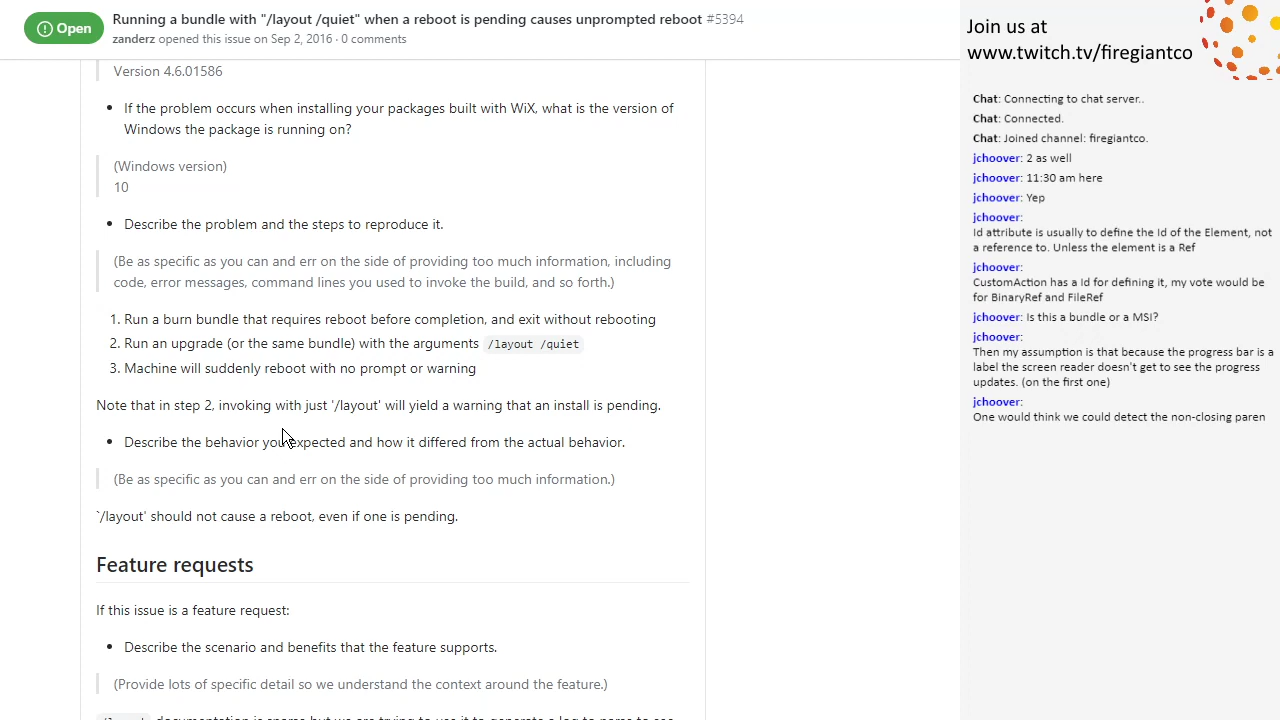 Open
Running a bundle with "/layout /quiet" when a reboot is pending causes unprompted reboot #5394
zanderz opened this issue on Sep 2, 2016 · 0 comments
Version 4.6.01586
If the problem occurs when installing your packages built with WiX, what is the version of
Windows the package is running on?
(Windows version)
10
Describe the problem and the steps to reproduce it.
(Be as specific as you can and err on the side of providing too much information, including
code, error messages, command lines you used to invoke the build, and so forth.)
1. Run a burn bundle that requires reboot before completion, and exit without rebooting
2. Run an upgrade (or the same bundle) with the arguments /layout /quiet
3. Machine will suddenly reboot with no prompt or warning
Note that in step 2, invoking with just '/layout' will yield a warning that an install is pending.
Describe the behavior you expected and how it differed from the actual behavior.
(Be as specific as you can and err on the side of providing too much information.)
`/layout' should not cause a reboot, even if one is pending.
Feature requests
If this issue is a feature request:
Describe the scenario and benefits that the feature supports.
(Provide lots of specific detail so we understand the context around the feature.)
Join us at
www.twitch.tv/firegiantco
Chat: Connecting to chat server..
Chat: Connected.
Chat: Joined channel: firegiantco.
jchoover: 2 as well
jchoover: 11:30 am here
jchoover: Yep
jchoover:
Id attribute is usually to define the Id of the Element, not
a reference to. Unless the element is a Ref
jchoover:
CustomAction has a Id for defining it, my vote would be
for BinaryRef and FileRef
jchoover: Is this a bundle or a MSI?
jchoover:
Then my assumption is that because the progress bar is a
label the screen reader doesn't get to see the progress
updates. (on the first one)
jchoover:
One would think we could detect the non-closing paren